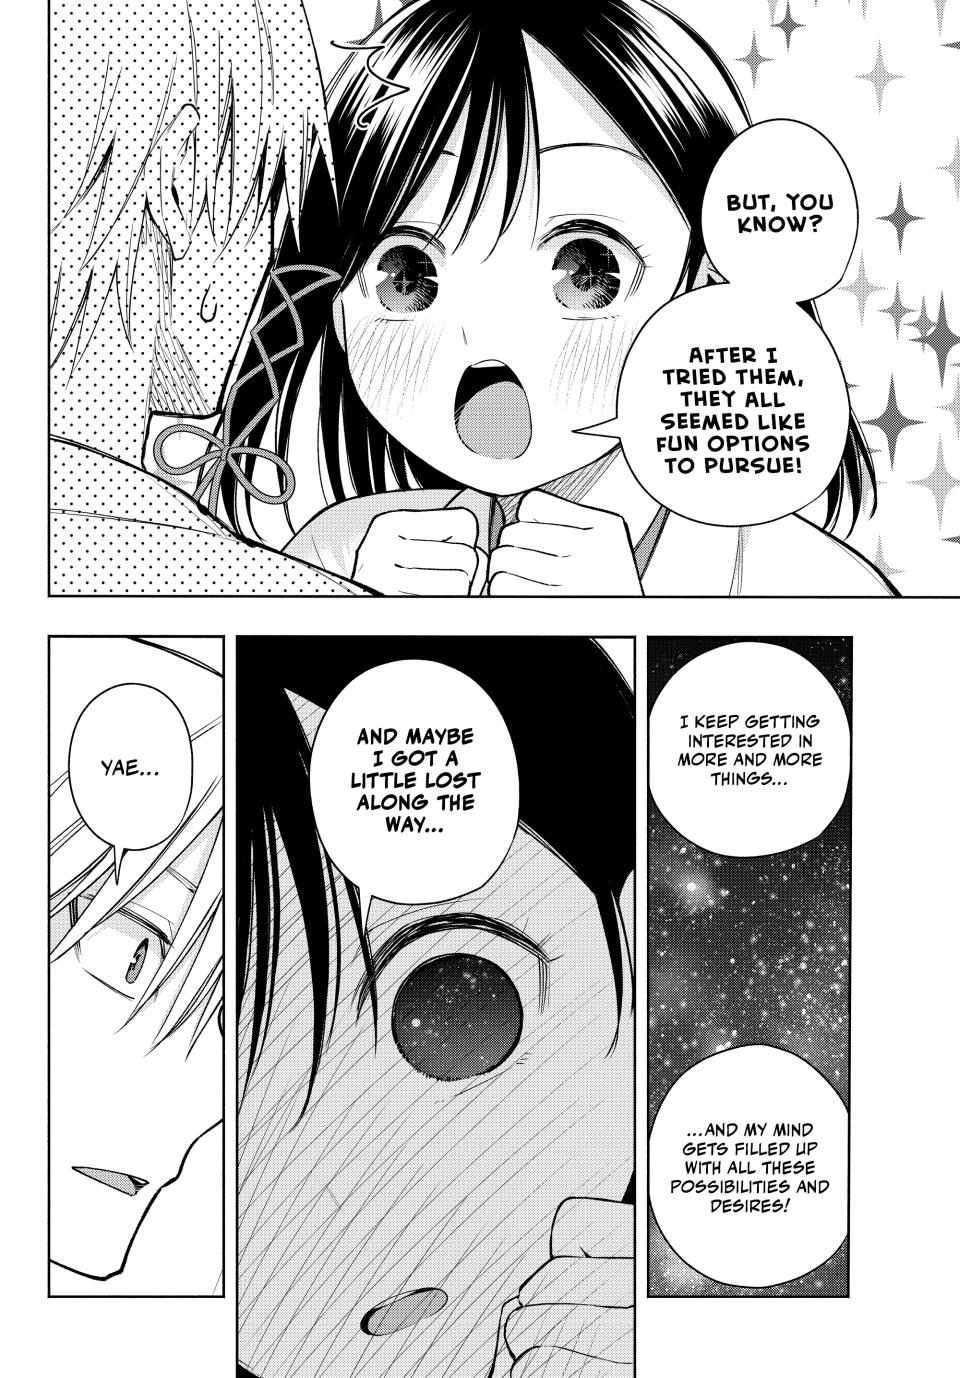 BUT, YOU
KNOW?
AFTER I
TRIED THEM,
THEY ALL
SEEMED LIKE
FUN OPTIONS
TO PURSUE!
I KEEP GETTING
INTERESTED IN
MORE AND MORE
THINGS...
...AND MY MIND
GETS FILLED UP
WITH ALL THESE
POSSIBILITIES AND
DESIRES!
AND MAYBE
I GOT A
LITTLE LOST
ALONG THE
WAY...
YAE...